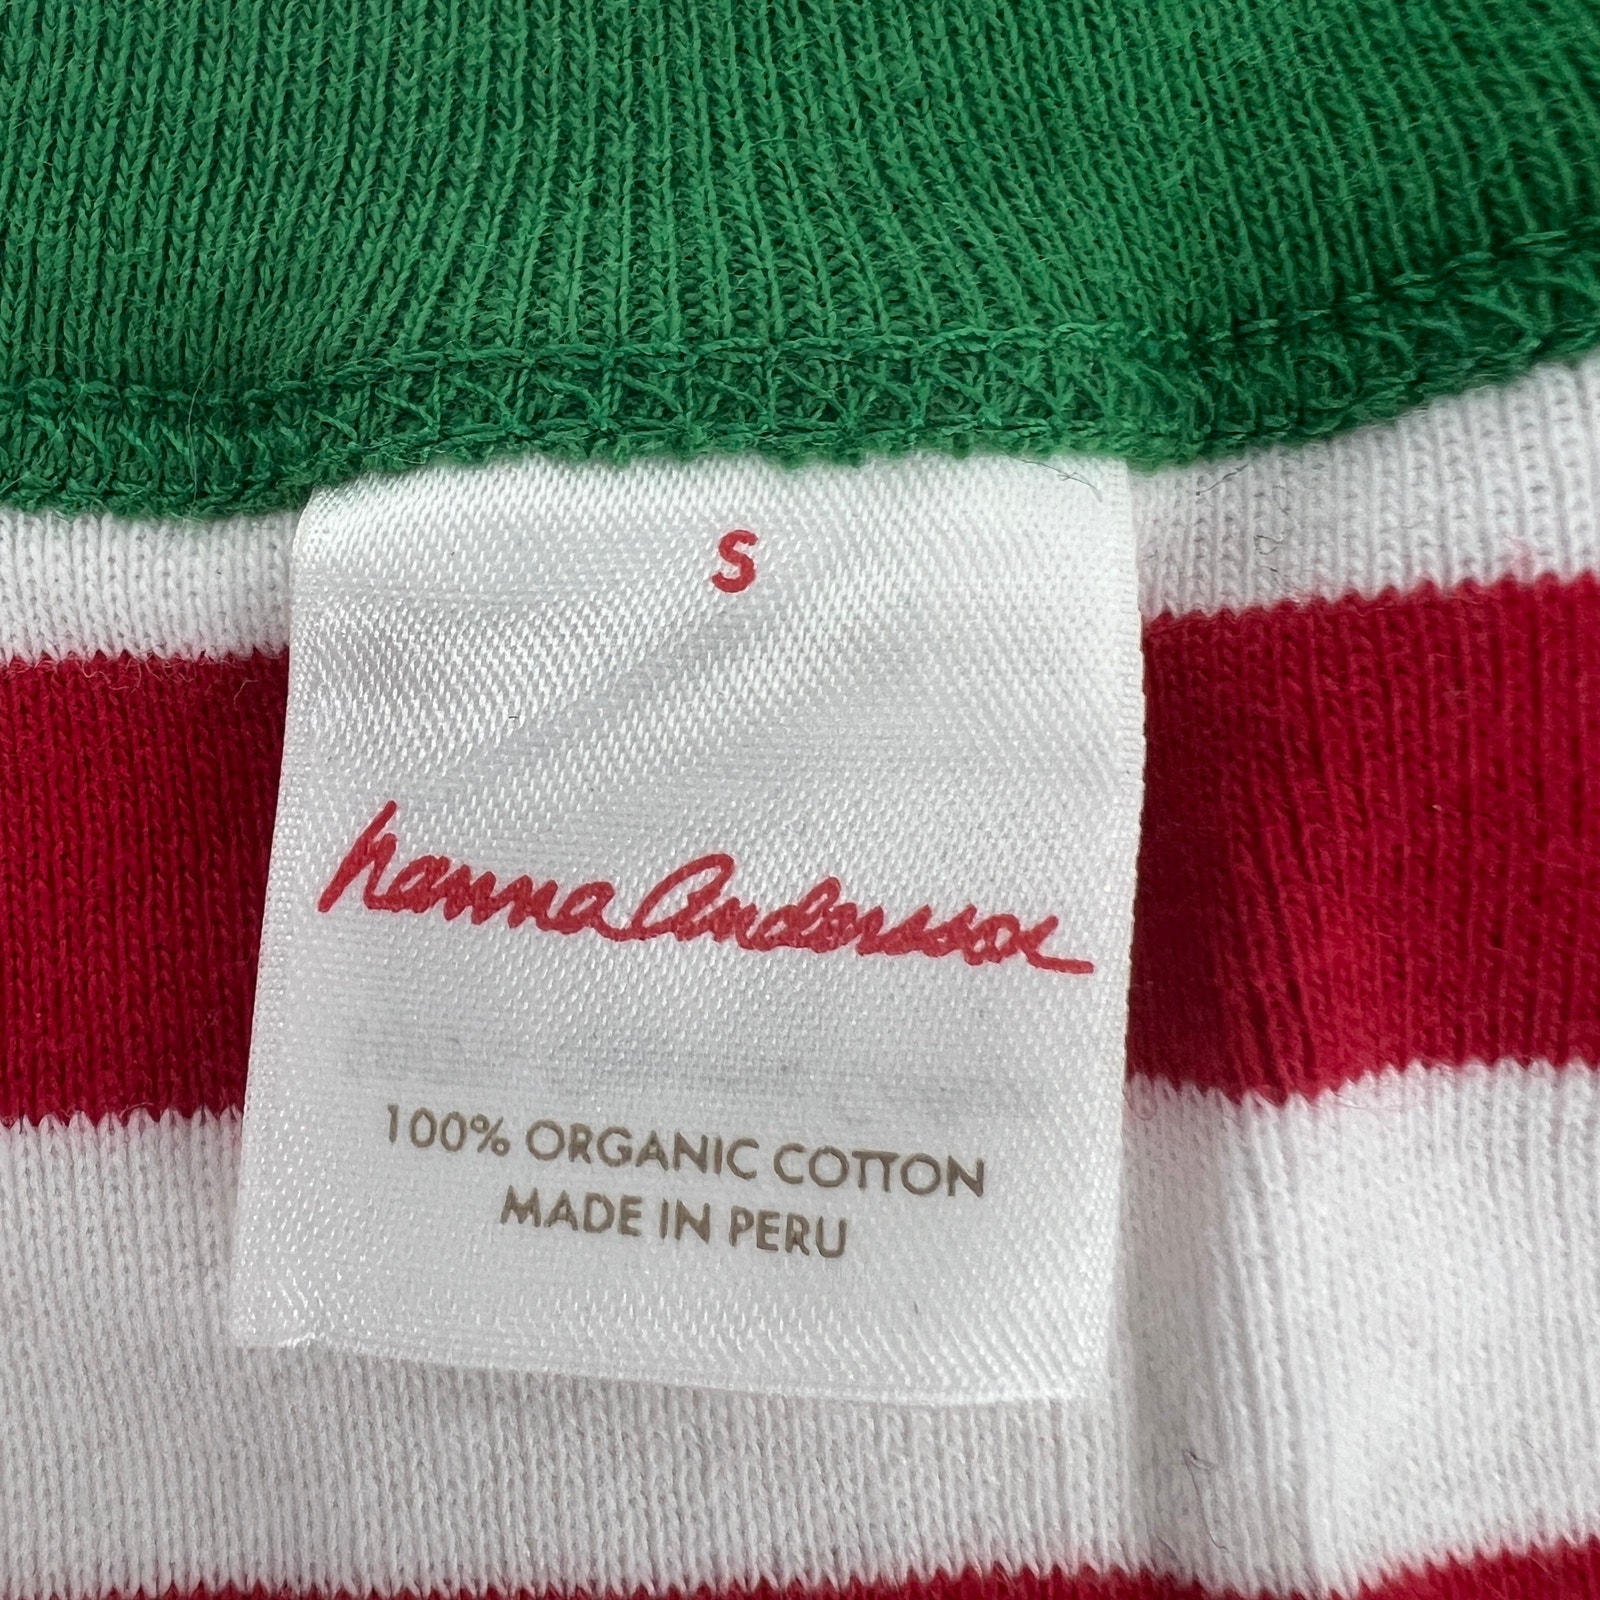 S
hanna Andersson
100% ORGANIC COTTON
MADE IN PERU